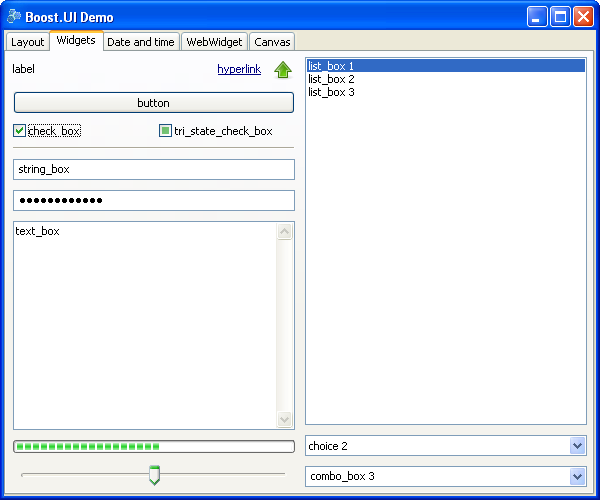 Boost.UI Demo
Layout Widgets Date and time WebWidget Canvas
label hyperlink
button
check_box tri_state_check_box
string_box
●●●●●●●●●●●●
text_box
list_box 1
list_box 2
list_box 3
choice 2
combo_box 3